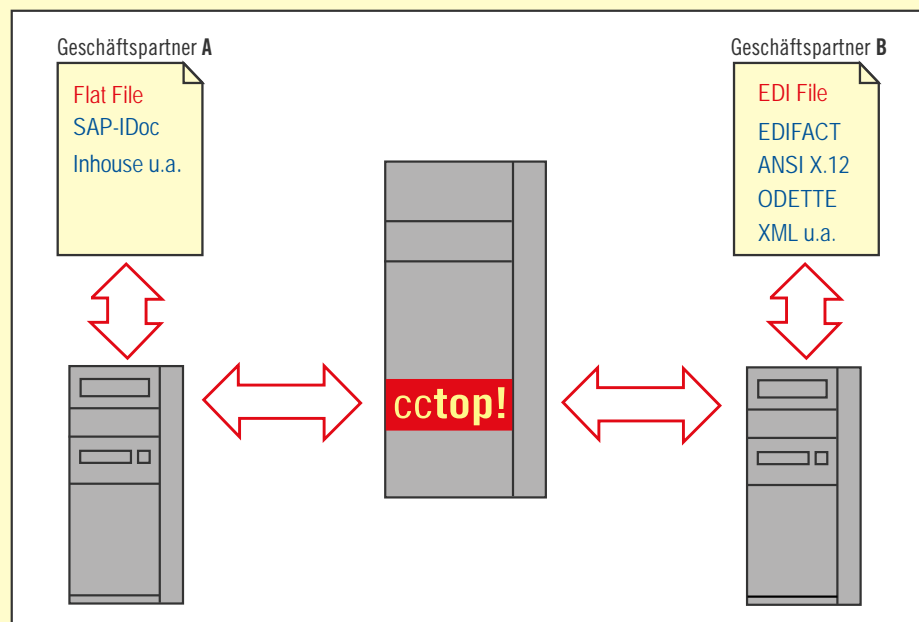 Geschäftspartner A
Flat File
SAP-IDoc
Inhouse u.a.
Geschäftspartner B
EDI File
EDIFACT
ANSI X.12
ODETTE
XML u.a.
cctop!